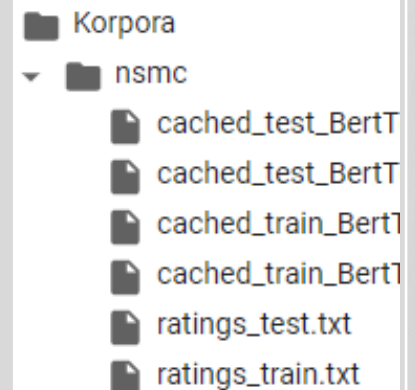 Korpora
nsmc
cached_test_BertT
cached_test_BertT
cached_train_BertT
cached_train_BertT
ratings_test.txt
ratings_train.txt